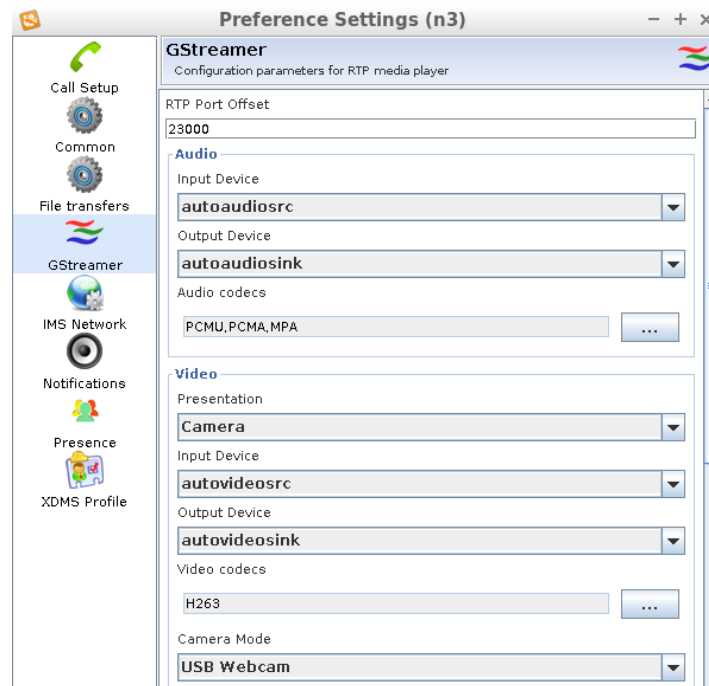 Preference Settings (n3)
Call Setup
Common
File transfers
GStreamer
IMS Network
Notifications
Presence
XDMS Profile
GStreamer
Configuration parameters for RTP media player
RTP Port Offset
23000
Audio
Input Device
autoaudiosrc
Output Device
autoaudiosink
Audio codecs
PCMU,PCMA,MPA
...
Video
Presentation
Camera
Input Device
autovideosrc
Output Device
autovideosink
Video codecs
H263
...
Camera Mode
USB Webcam